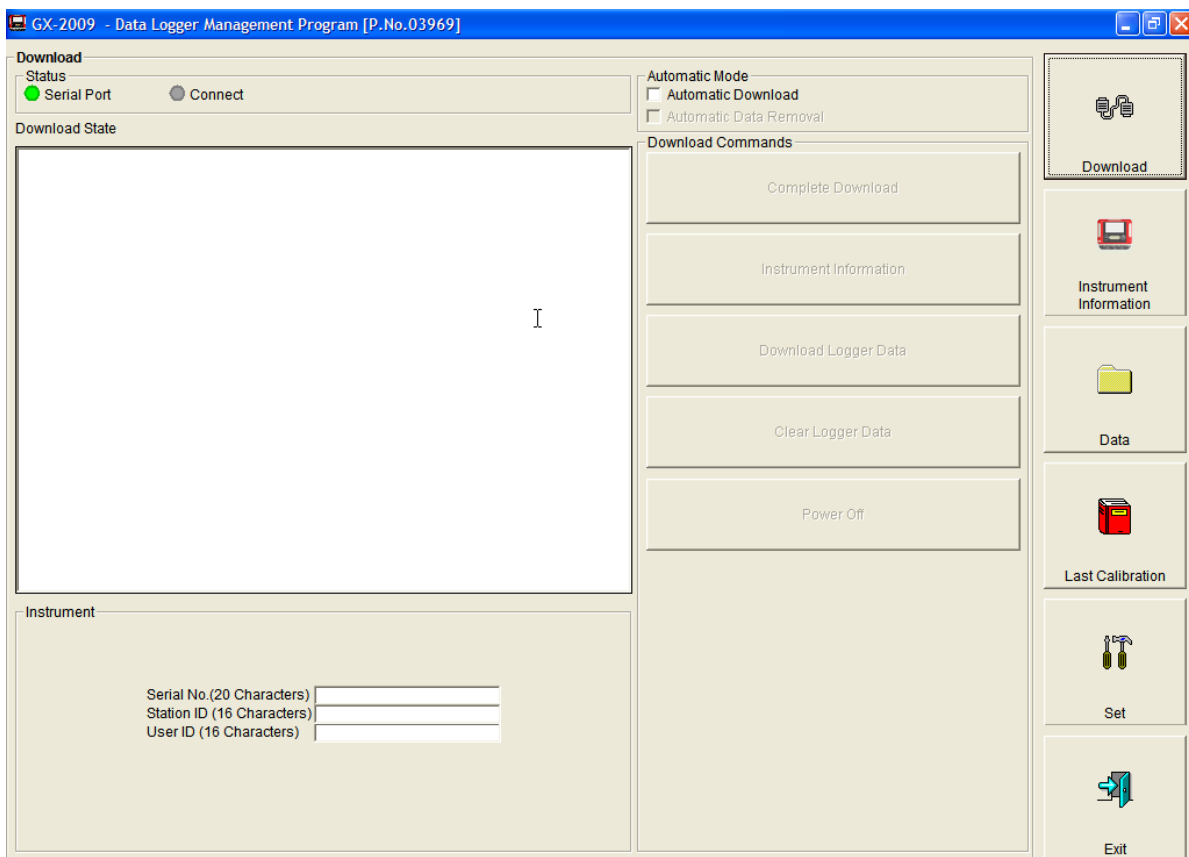 GX-2009 - Data Logger Management Program [P.No.03969]
Download
Status
Serial Port
Connect
Download State
Automatic Mode
Automatic Download
Automatic Data Removal
Download Commands
Complete Download
Instrument Information
Download Logger Data
Clear Logger Data
Power Off
Instrument
Serial No.(20 Characters)
Station ID (16 Characters)
User ID (16 Characters)
Download
Instrument
Information
Data
Last Calibration
Set
Exit